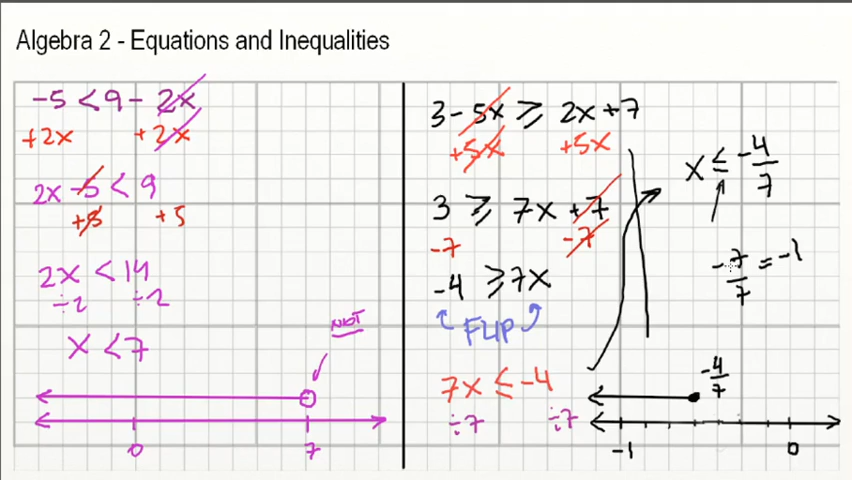 Algebra 2 - Equations and Inequalities
-5 < 9 - 2x
+2x +2x
2x -5 < 9
+5 +5
2x < 14
÷2 ÷2
x < 7
NOT
0 7
3 - 5x ≥ 2x + 7
+5x +5x
3 ≥ 7x + 7
-7 -7
-4 ≥ 7x
FLIP
7x ≤ -4
÷7 ÷7
x ≤ -4/7
-7/7 = -1
-4/7
-1 0